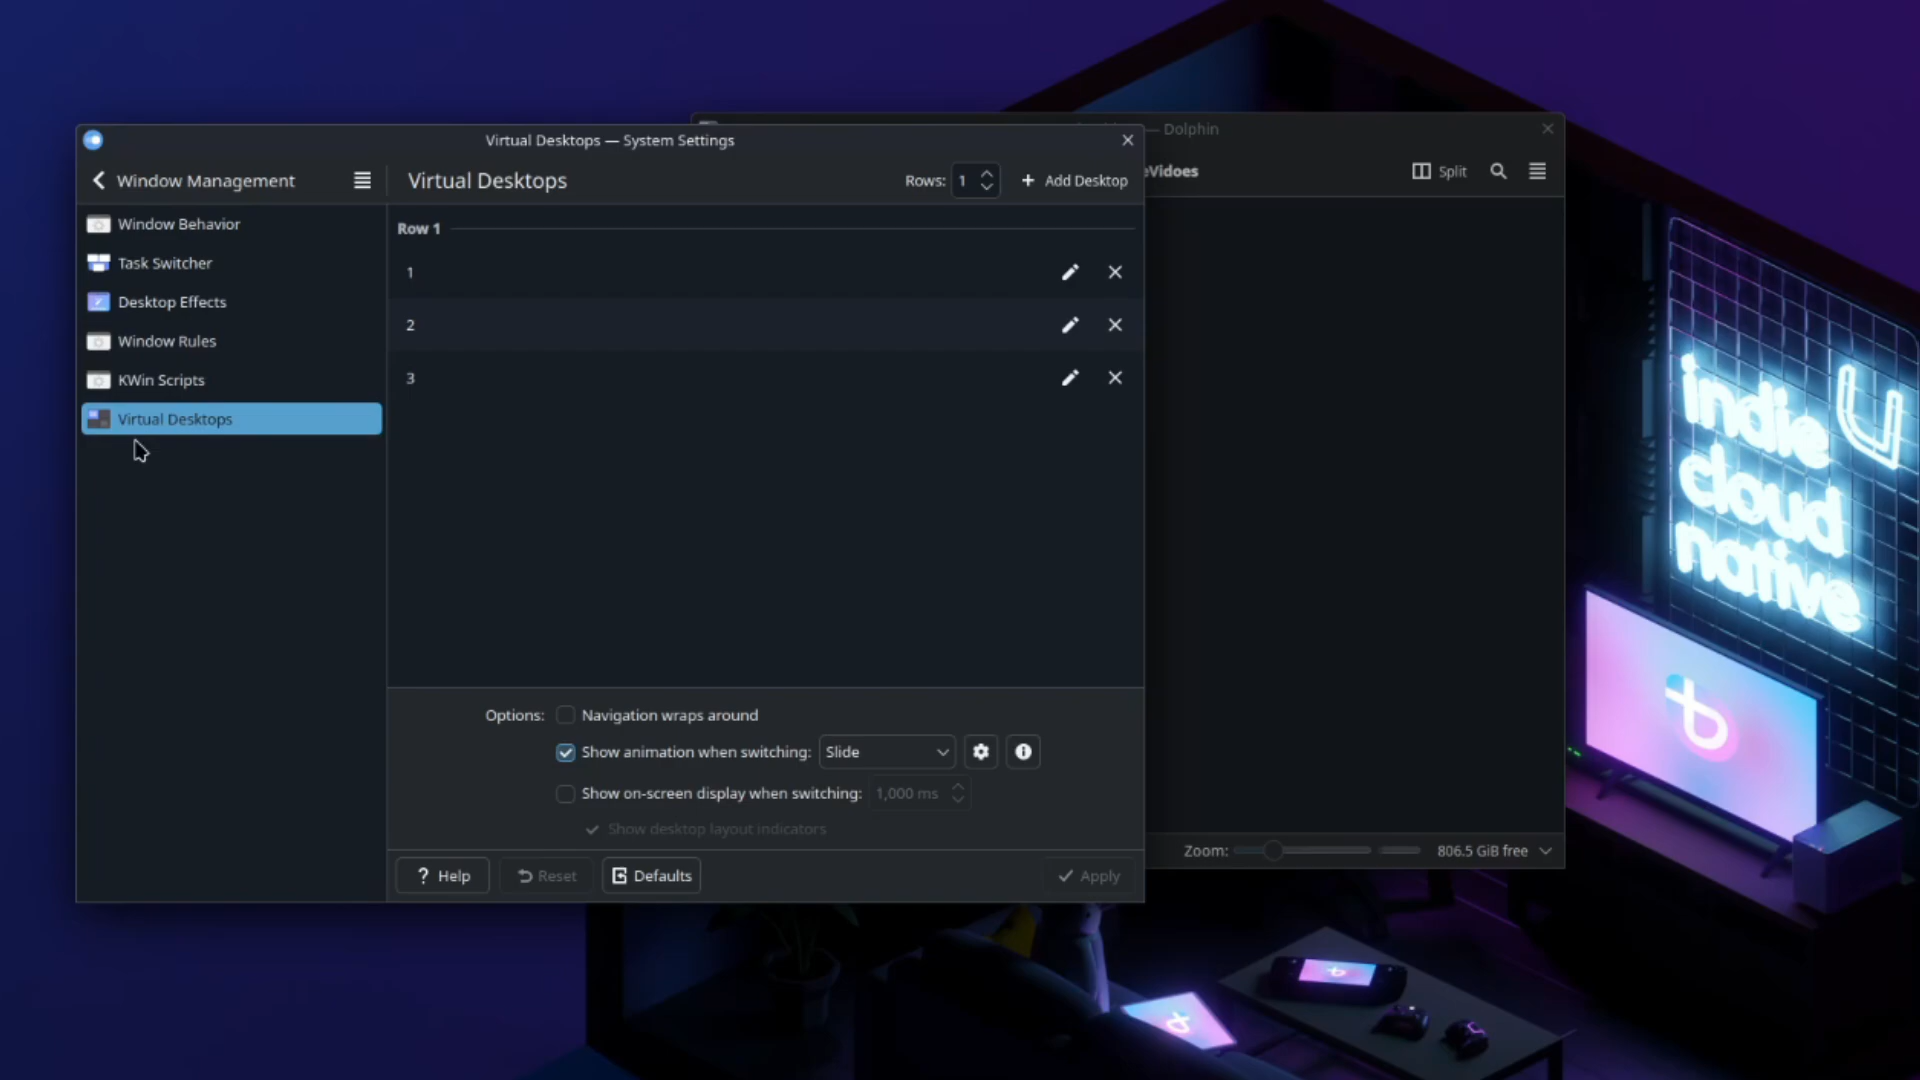 Virtual Desktops — System Settings
Window Management
Virtual Desktops
Rows: 1
Add Desktop
Window Behavior
Task Switcher
Desktop Effects
Window Rules
KWin Scripts
Virtual Desktops
Row 1
1
2
3
Options:
Navigation wraps around
Show animation when switching: Slide
Show on-screen display when switching: 1,000 ms
Show desktop layout indicators
? Help
Reset
Defaults
Apply
— Dolphin
eVidoes
Split
Zoom:
806.5 GiB free
indie
cloud
native